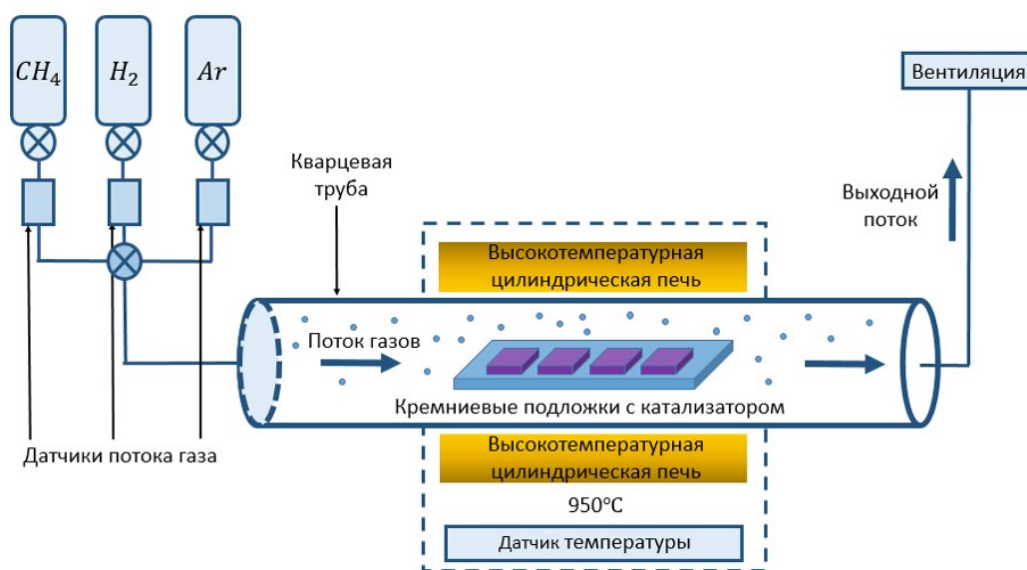 CH₄
H₂
Ar
Вентиляция
Кварцевая
труба
Выходной
поток
Высокотемпературная
цилиндрическая печь
Поток газов
Кремниевые подложки с катализатором
Датчики потока газа
Высокотемпературная
цилиндрическая печь
950℃
Датчик температуры